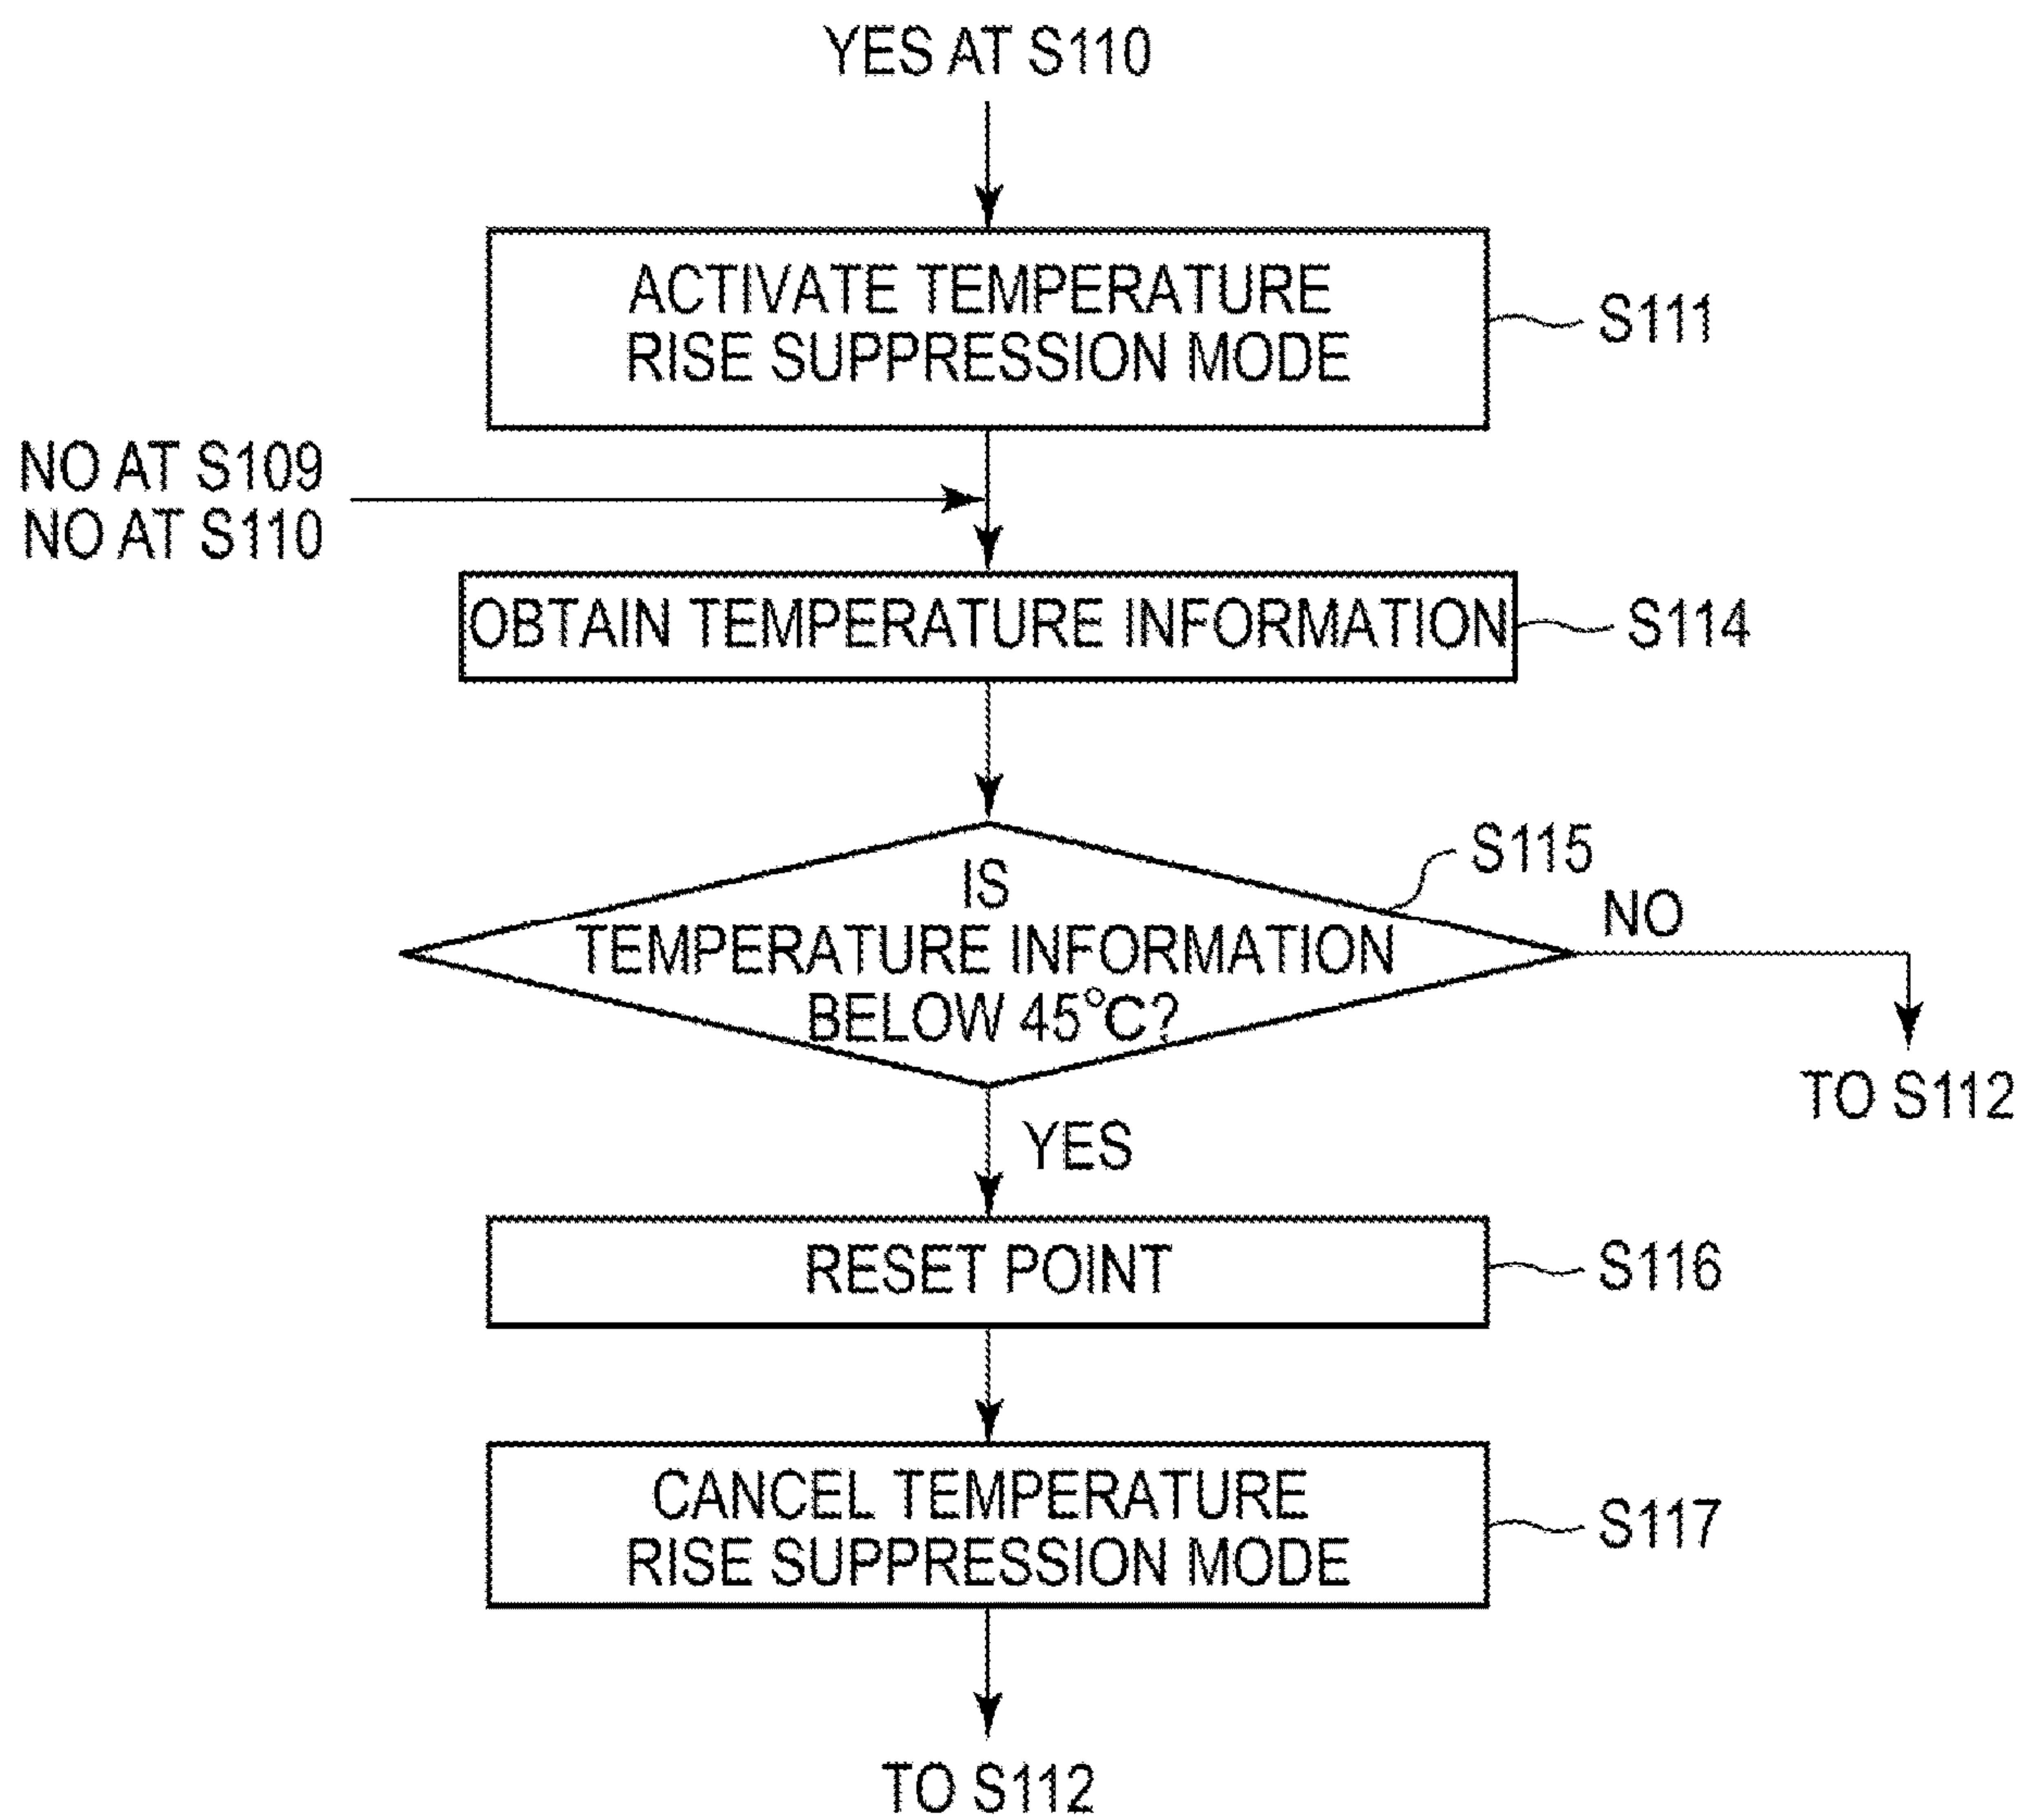 YES AT S110
ACTIVATE TEMPERATURE
RISE SUPPRESSION MODE
S111
NO AT S109
NO AT S110
OBTAIN TEMPERATURE INFORMATION
S114
S115
IS
TEMPERATURE INFORMATION
BELOW 45°C?
NO
TO S112
YES
RESET POINT
S116
CANCEL TEMPERATURE
RISE SUPPRESSION MODE
S117
TO S112